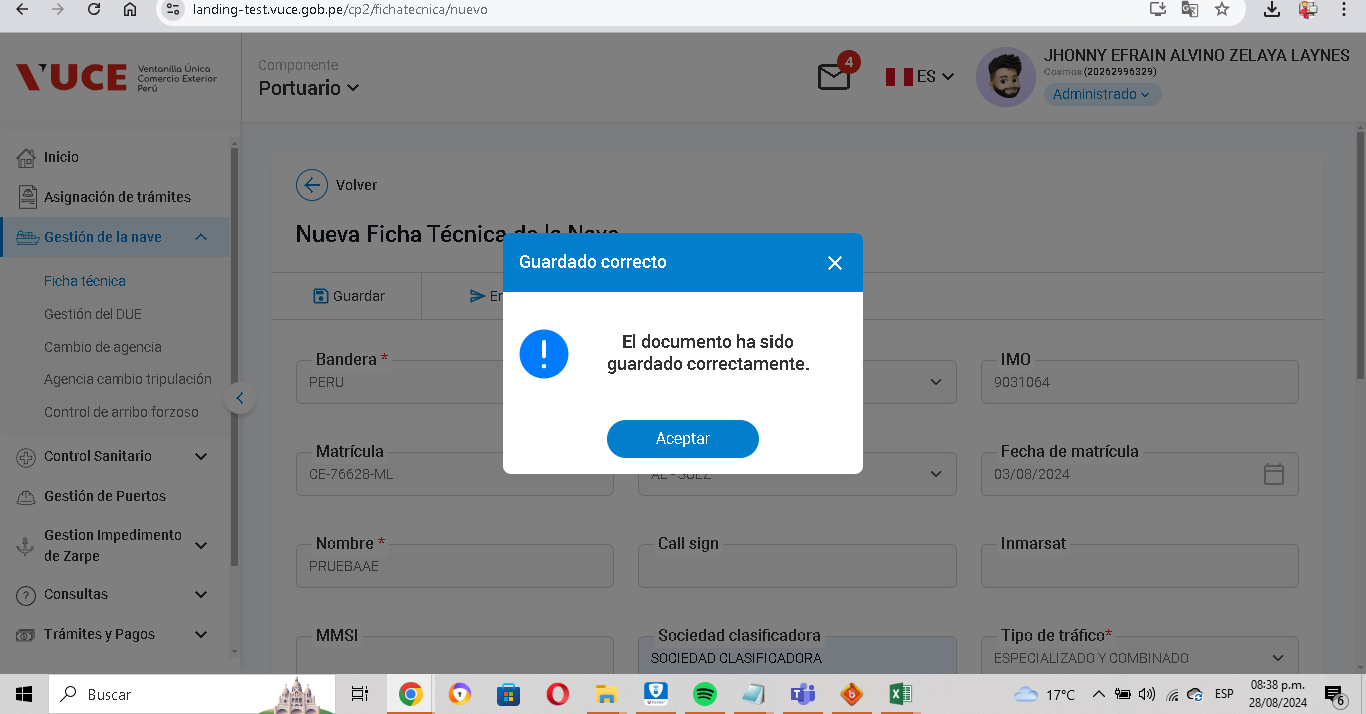 landing-test.vuce.gob.pe/cp2/fichatecnica/nuevo
VUCE
Ventanilla Única
Comercio Exterior
Perú
Componente
Portuario
4
ES
JHONNY EFRAIN ALVINO ZELAYA LAYNES
Cosmos (20262996329)
Administrado
Inicio
Asignación de trámites
Gestión de la nave
Ficha técnica
Gestión del DUE
Cambio de agencia
Agencia cambio tripulación
Control de arribo forzoso
Control Sanitario
Gestión de Puertos
Gestion Impedimento
de Zarpe
Consultas
Trámites y Pagos
Volver
Nueva Ficha Técnica de la Nave
Guardar
En
Guardado correcto
El documento ha sido
guardado correctamente.
Aceptar
Bandera *
PERU
IMO
9031064
Matrícula
CE-76628-ML
AL - SUEZ
Fecha de matrícula
03/08/2024
Nombre *
PRUEBAAE
Call sign
Inmarsat
MMSI
Sociedad clasificadora
SOCIEDAD CLASIFICADORA
Tipo de tráfico*
ESPECIALIZADO Y COMBINADO
Buscar
17°C
ESP
08:38 p.m.
28/08/2024
6